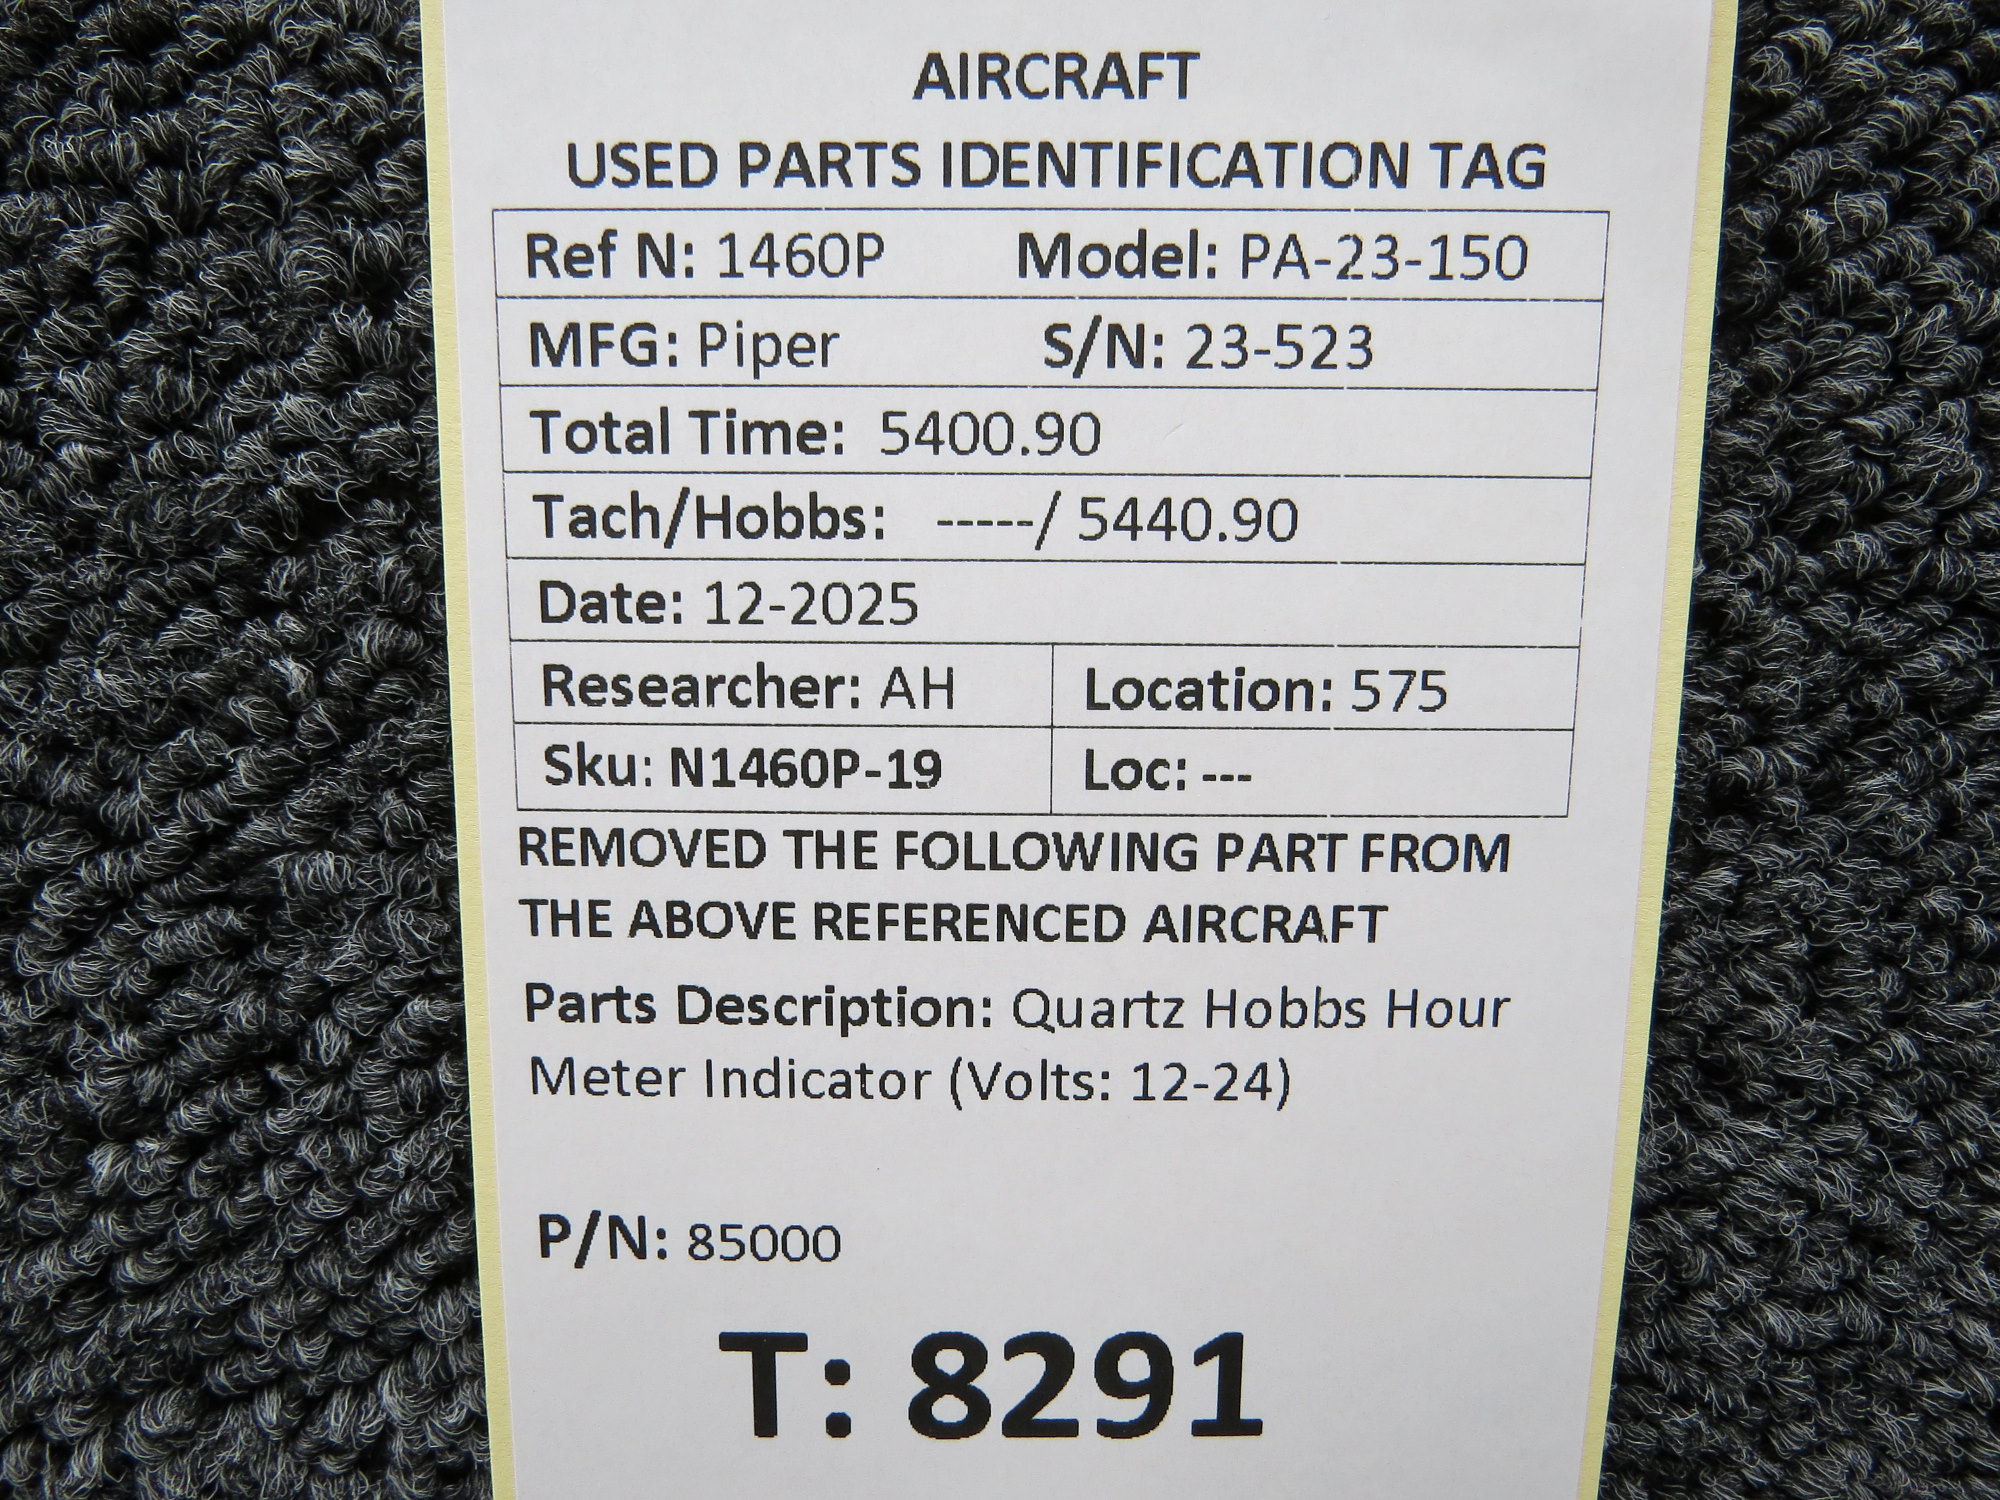 AIRCRAFT
USED PARTS IDENTIFICATION TAG
Ref N: 1460P Model: PA-23-150
MFG: Piper S/N: 23-523
Total Time: 5400.90
Tach/Hobbs: -----/ 5440.90
Date: 12-2025
Researcher: AH Location: 575
Sku: N1460P-19 Loc: ---
REMOVED THE FOLLOWING PART FROM
THE ABOVE REFERENCED AIRCRAFT
Parts Description: Quartz Hobbs Hour
Meter Indicator (Volts: 12-24)
P/N: 85000
T: 8291